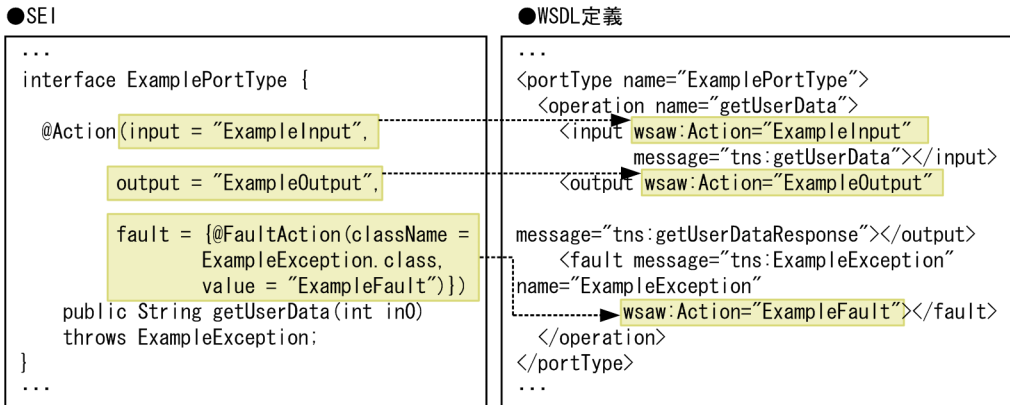 ●SEI
...
interface ExamplePortType {
@Action(input = "ExampleInput",
output = "ExampleOutput",
fault = {@FaultAction(className =
ExampleException.class,
value = "ExampleFault")})
public String getUserData(int in0)
throws ExampleException;
}
...
●WSDL定義
...
<portType name="ExamplePortType">
<operation name="getUserData">
<input wsaw:Action="ExampleInput"
message="tns:getUserData"></input>
<output wsaw:Action="ExampleOutput"
message="tns:getUserDataResponse"></output>
<fault message="tns:ExampleException"
name="ExampleException"
wsaw:Action="ExampleFault"></fault>
</operation>
</portType>
...